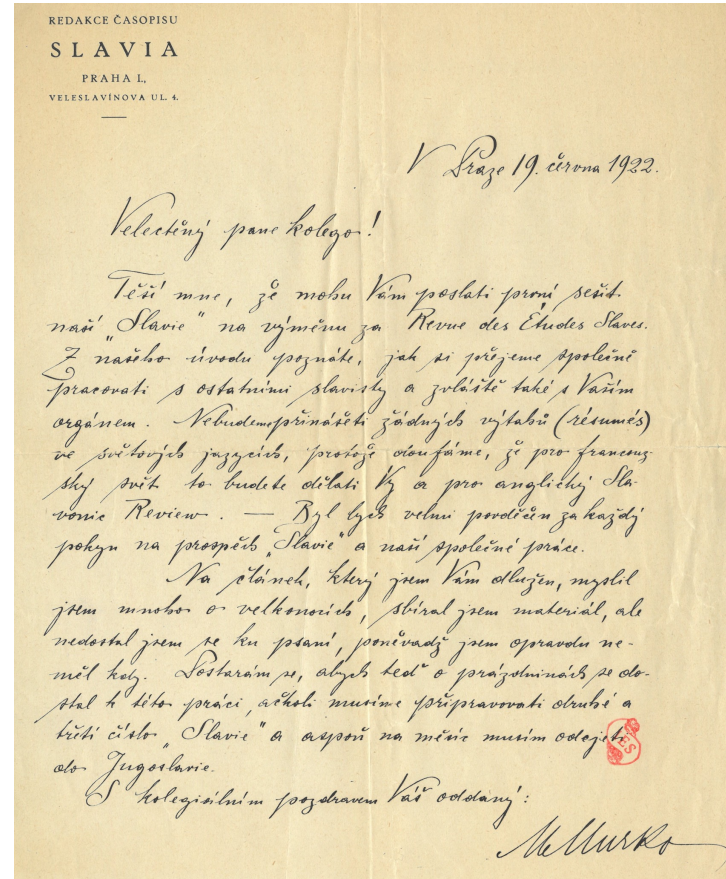 REDAKCE ČASOPISU
SLAVIA
PRAHA I.,
VELESLAVÍNOVA UL. 4.
V Praze 19. června 1922.
Velectěný pane kolego!
Těší mne, že mohu Vám poslati první sešit
naší „Slavie" na výměnu za Revue des Études Slaves.
Z našeho úvodu poznáte, jak si přejeme společně
pracovati s ostatními slavisty a zvláště také s Vaším
orgánem. Nebudeme přinášeti žádných výtahů (résumés)
ve světových jazycích, protože doufáme, že pro francouz-
ský svět to budete dělati Vy a pro anglický Sla-
vonic Review. — Byl bych velmi povděčen za každý
pokyn na prospěch „Slavie" a naší společné práce.
Na článek, který jsem Vám dlužen, myslil
jsem mnoho o velkonocích, sbíral jsem materiál, ale
nedostal jsem se ku psaní, poněvadž jsem opravdu ne-
měl kdy. Postarám se, abych teď o prázdninách se do-
stal k této práci, ačkoli musíme připravovati druhé a
třetí číslo „Slavie" a aspoň na měsíc musím odejeti
do Jugoslavie.
S kolegiálním pozdravem Váš oddaný:
MMurko
IES